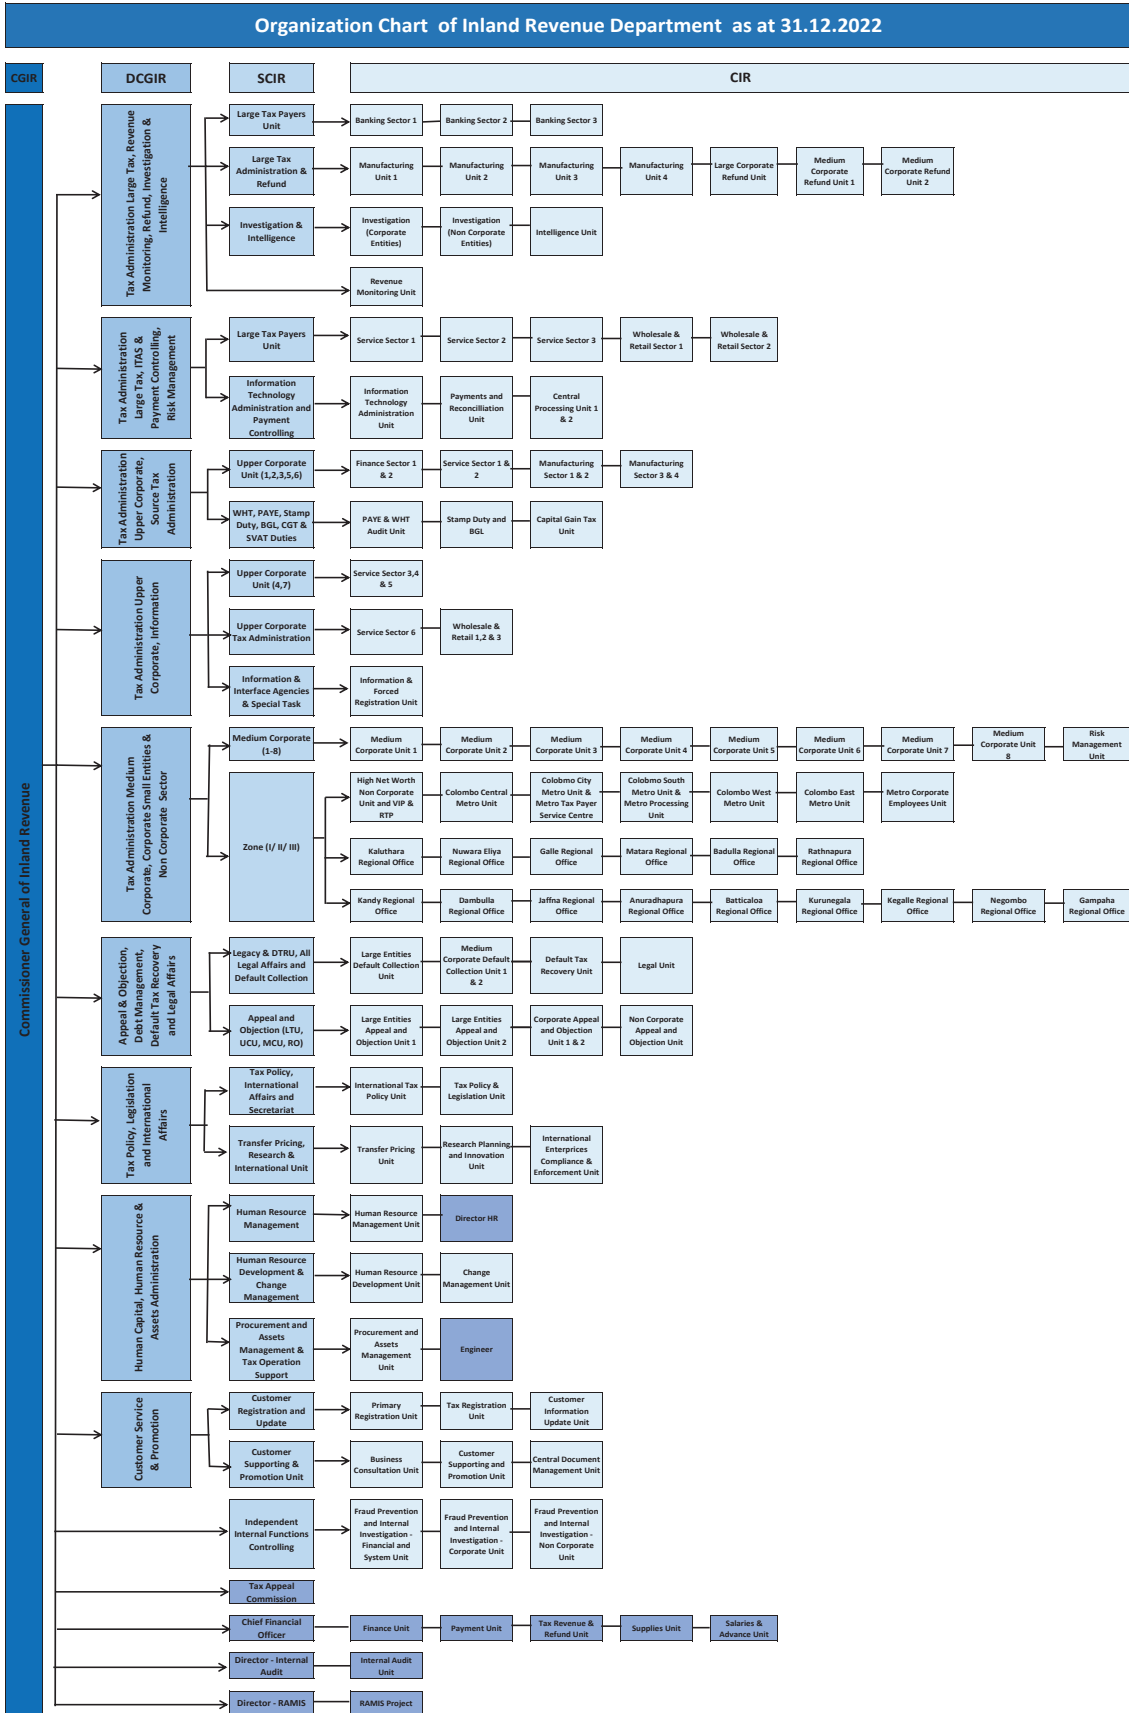 Organization Chart of Inland Revenue Department as at 31.12.2022
CGIR
DCGIR
SCIR
CIR
Commissioner General of Inland Revenue
Tax Administration Large Tax, Revenue
Monitoring, Refund, Investigation &
Intelligence
Large Tax Payers
Unit
Banking Sector 1
Banking Sector 2
Banking Sector 3
Large Tax
Administration &
Refund
Manufacturing
Unit 1
Manufacturing
Unit 2
Manufacturing
Unit 3
Manufacturing
Unit 4
Large Corporate
Refund Unit
Medium
Corporate
Refund Unit 1
Medium
Corporate Refund
Unit 2
Investigation &
Intelligence
Investigation
(Corporate
Entities)
Investigation
(Non Corporate
Entities)
Intelligence Unit
Revenue
Monitoring Unit
Tax Administration
Large Tax, ITAS &
Payment Controlling,
Risk Management
Large Tax Payers
Unit
Service Sector 1
Service Sector 2
Service Sector 3
Wholesale &
Retail Sector 1
Wholesale &
Retail Sector 2
Information
Technology
Administration and
Payment
Controlling
Information
Technology
Administration
Unit
Payments and
Reconcilliation
Unit
Central
Processing Unit 1
& 2
Tax Administration
Upper Corporate,
Source Tax
Administration
Upper Corporate
Unit (1,2,3,5,6)
Finance Sector 1
& 2
Service Sector 1 &
2
Manufacturing
Sector 1 & 2
Manufacturing
Sector 3 & 4
WHT, PAYE, Stamp
Duty, BGL, CGT &
SVAT Duties
PAYE & WHT
Audit Unit
Stamp Duty and
BGL
Capital Gain Tax
Unit
Tax Administration Upper
Corporate, Information
Upper Corporate
Unit (4,7)
Service Sector 3,4
& 5
Upper Corporate
Tax Administration
Service Sector 6
Wholesale &
Retail 1,2 & 3
Information &
Interface Agencies
& Special Task
Information &
Forced
Registration Unit
Tax Administration Medium
Corporate, Corporate Small Entities &
Non Corporate Sector
Medium Corporate
(1-8)
Medium
Corporate Unit 1
Medium
Corporate Unit 2
Medium
Corporate Unit 3
Medium
Corporate Unit 4
Medium
Corporate Unit 5
Medium
Corporate Unit 6
Medium
Corporate Unit 7
Medium
Corporate Unit
8
Risk
Management
Unit
Zone (I/ II/ III)
High Net Worth
Non Corporate
Unit and VIP &
RTP
Colombo Central
Metro Unit
Colobmo City
Metro Unit &
Metro Tax Payer
Service Centre
Colobmo South
Metro Unit &
Metro Processing
Unit
Colombo West
Metro Unit
Colombo East
Metro Unit
Metro Corporate
Employees Unit
Kaluthara
Regional Office
Nuwara Eliya
Regional Office
Galle Regional
Office
Matara Regional
Office
Badulla Regional
Office
Rathnapura
Regional Office
Kandy Regional
Office
Dambulla
Regional Office
Jaffna Regional
Office
Anuradhapura
Regional Office
Batticaloa
Regional Office
Kurunegala
Regional Office
Kegalle Regional
Office
Negombo
Regional Office
Gampaha
Regional Office
Appeal & Objection,
Debt Management,
Default Tax Recovery
and Legal Affairs
Legacy & DTRU, All
Legal Affairs and
Default Collection
Large Entities
Default Collection
Unit
Medium
Corporate Default
Collection Unit 1
& 2
Default Tax
Recovery Unit
Legal Unit
Appeal and
Objection (LTU,
UCU, MCU, RO)
Large Entities
Appeal and
Objection Unit 1
Large Entities
Appeal and
Objection Unit 2
Corporate Appeal
and Objection
Unit 1 & 2
Non Corporate
Appeal and
Objection Unit
Tax Policy, Legislation
and International
Affairs
Tax Policy,
International
Affairs and
Secretariat
International Tax
Policy Unit
Tax Policy &
Legislation Unit
Transfer Pricing,
Research &
International Unit
Transfer Pricing
Unit
Research Planning
and Innovation
Unit
International
Enterprices
Compliance &
Enforcement Unit
Human Capital, Human Resource &
Assets Administration
Human Resource
Management
Human Resource
Management Unit
Director HR
Human Resource
Development &
Change
Management
Human Resource
Development Unit
Change
Management Unit
Procurement and
Assets
Management &
Tax Operation
Support
Procurement and
Assets
Management
Unit
Engineer
Customer Service
& Promotion
Customer
Registration and
Update
Primary
Registration Unit
Tax Registration
Unit
Customer
Information
Update Unit
Customer
Supporting &
Promotion Unit
Business
Consultation Unit
Customer
Supporting and
Promotion Unit
Central Document
Management Unit
Independent
Internal Functions
Controlling
Fraud Prevention
and Internal
Investigation -
Financial and
System Unit
Fraud Prevention
and Internal
Investigation -
Corporate Unit
Fraud Prevention
and Internal
Investigation -
Non Corporate
Unit
Tax Appeal
Commission
Chief Financial
Officer
Finance Unit
Payment Unit
Tax Revenue &
Refund Unit
Supplies Unit
Salaries &
Advance Unit
Director - Internal
Audit
Internal Audit
Unit
Director - RAMIS
RAMIS Project